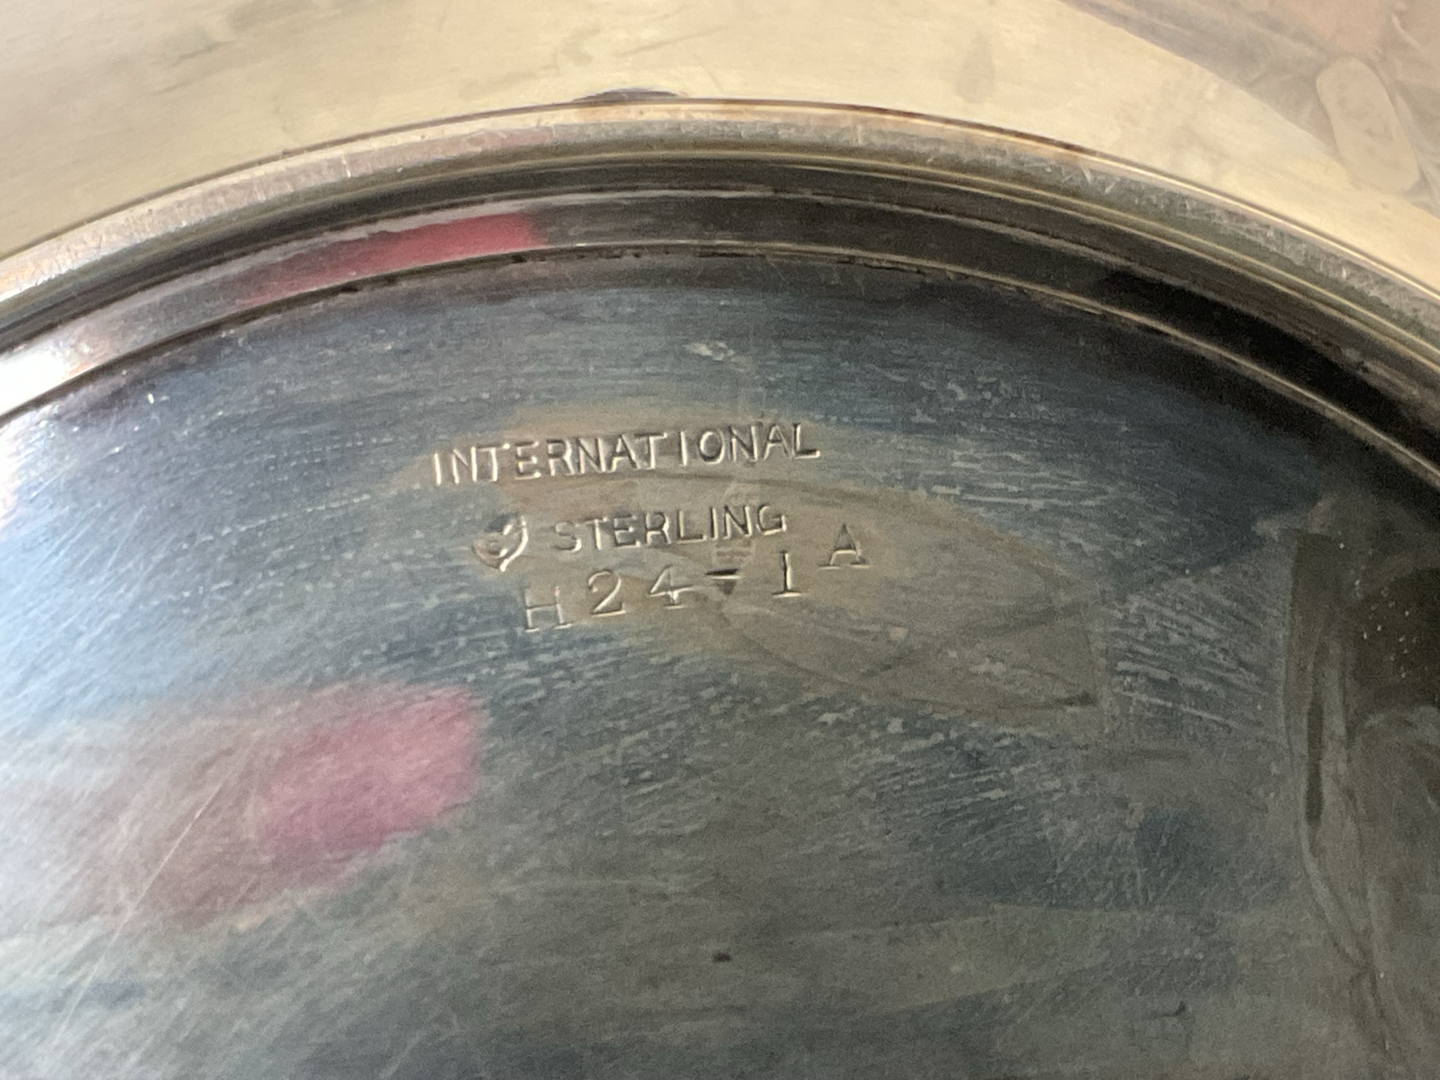 INTERNATIONAL
STERLING
H24-1A